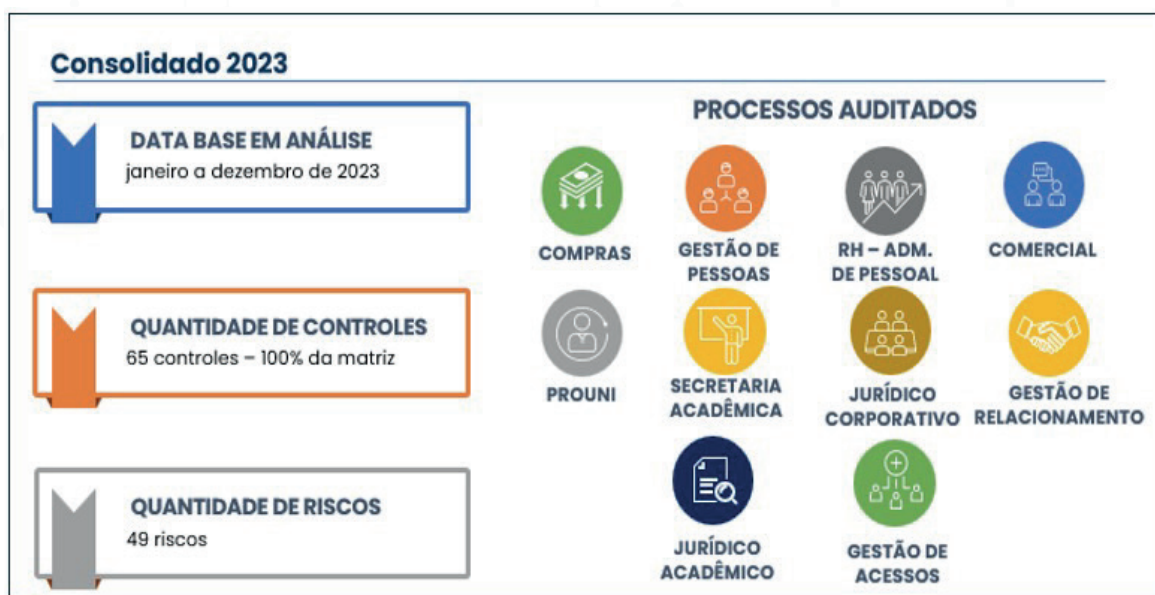 Consolidado 2023
DATA BASE EM ANÁLISE
janeiro a dezembro de 2023
QUANTIDADE DE CONTROLES
65 controles – 100% da matriz
QUANTIDADE DE RISCOS
49 riscos
PROCESSOS AUDITADOS
COMPRAS
GESTÃO DE
PESSOAS
RH – ADM.
DE PESSOAL
COMERCIAL
PROUNI
SECRETARIA
ACADÊMICA
JURÍDICO
CORPORATIVO
GESTÃO DE
RELACIONAMENTO
JURÍDICO
ACADÊMICO
GESTÃO DE
ACESSOS